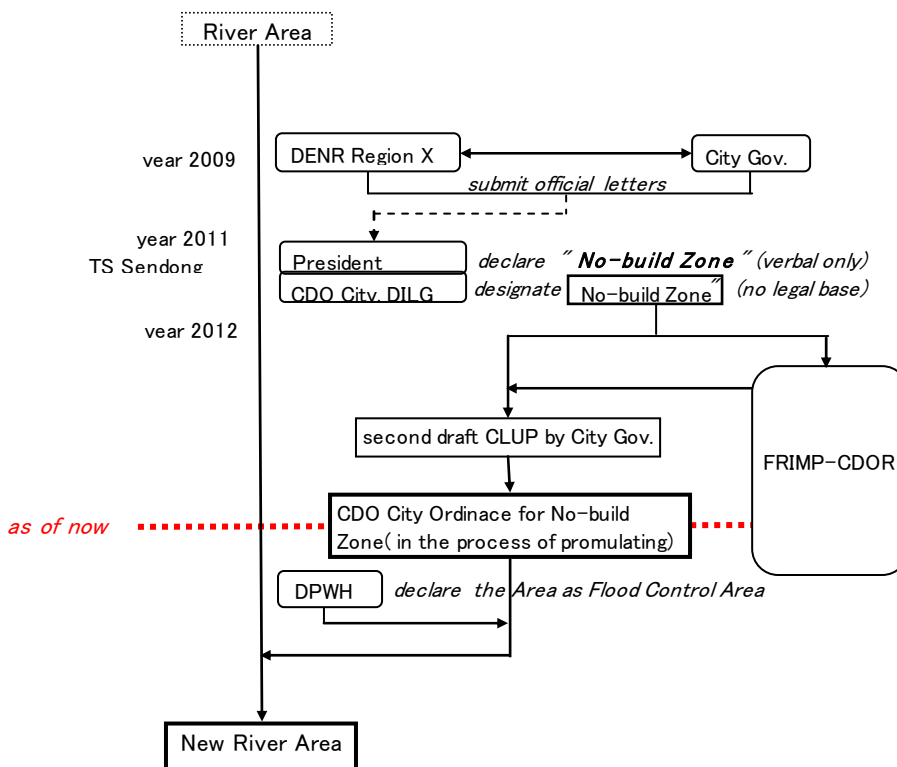 River Area
year 2009
DENR Region X
City Gov.
submit official letters
year 2011
TS Sendong
President
declare " No-build Zone " (verbal only)
CDO City, DILG
designate No-build Zone" (no legal base)
year 2012
second draft CLUP by City Gov.
FRIMP-CDOR
as of now
CDO City Ordinace for No-build
Zone( in the process of promulating)
DPWH
declare the Area as Flood Control Area
New River Area